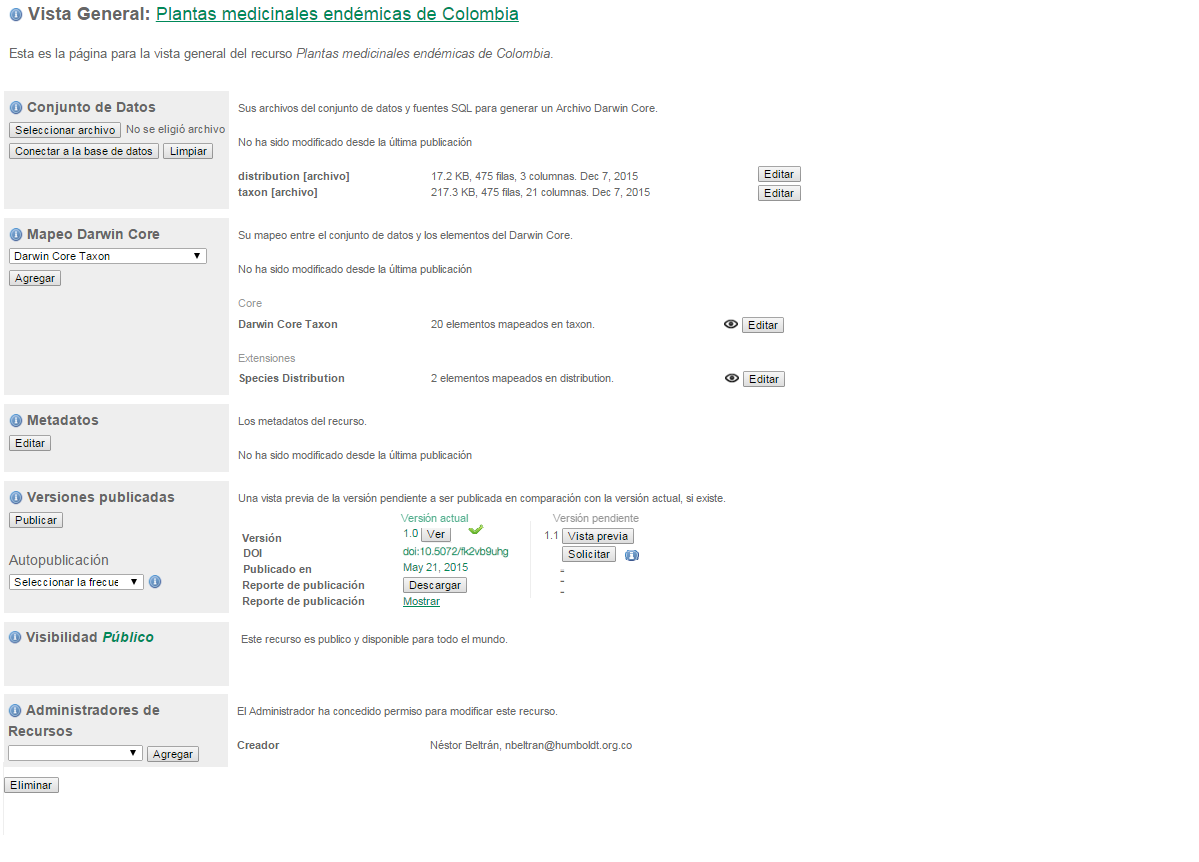 Vista General: Plantas medicinales endémicas de Colombia
Esta es la página para la vista general del recurso Plantas medicinales endémicas de Colombia.
Conjunto de Datos
Seleccionar archivo No se eligió archivo
Conectar a la base de datos Limpiar
Sus archivos del conjunto de datos y fuentes SQL para generar un Archivo Darwin Core.
No ha sido modificado desde la última publicación
distribution [archivo] 17.2 KB, 475 filas, 3 columnas. Dec 7, 2015 Editar
taxon [archivo] 217.3 KB, 475 filas, 21 columnas. Dec 7, 2015 Editar
Mapeo Darwin Core
Darwin Core Taxon
Agregar
Su mapeo entre el conjunto de datos y los elementos del Darwin Core.
No ha sido modificado desde la última publicación
Core
Darwin Core Taxon 20 elementos mapeados en taxon. Editar
Extensiones
Species Distribution 2 elementos mapeados en distribution. Editar
Metadatos
Editar
Los metadatos del recurso.
No ha sido modificado desde la última publicación
Versiones publicadas
Publicar
Autopublicación
Seleccionar la frecue
Una vista previa de la versión pendiente a ser publicada en comparación con la versión actual, si existe.
Versión actual Versión pendiente
Versión 1.0 Ver 1.1 Vista previa
DOI doi:10.5072/fk2vb9uhg Solicitar
Publicado en May 21, 2015 -
Reporte de publicación Descargar -
Reporte de publicación Mostrar -
Visibilidad Público
Este recurso es publico y disponible para todo el mundo.
Administradores de
Recursos
Agregar
El Administrador ha concedido permiso para modificar este recurso.
Creador Néstor Beltrán, nbeltran@humboldt.org.co
Eliminar